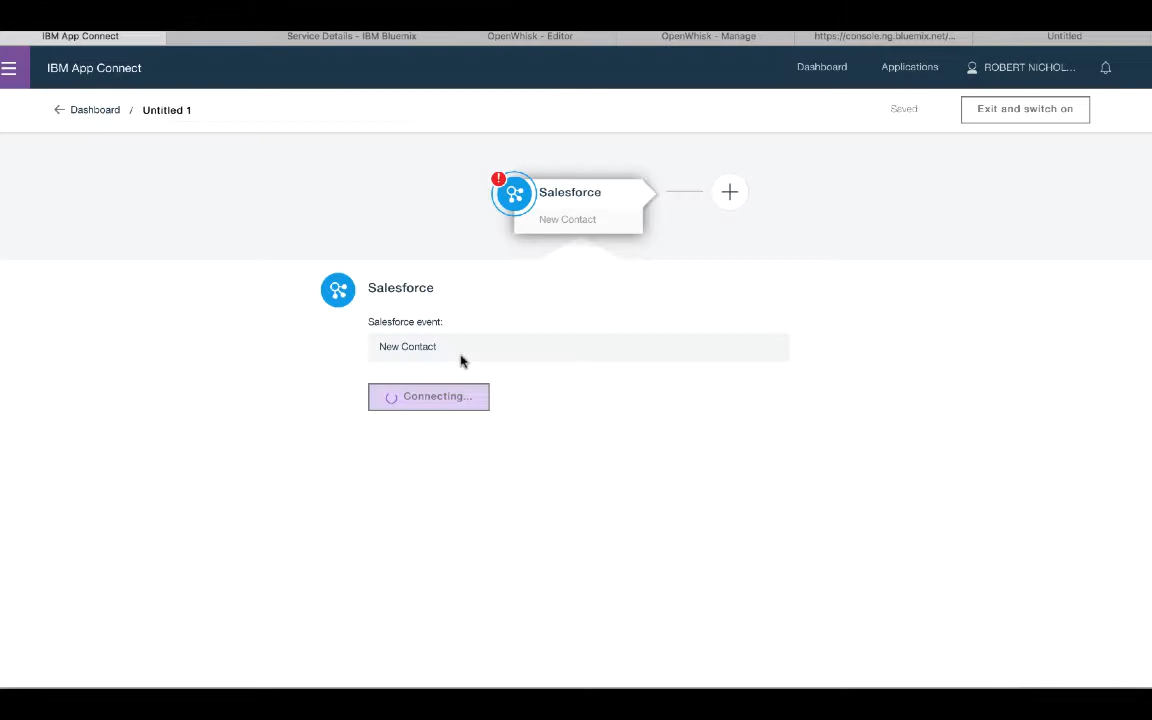 IBM App Connect
Service Details - IBM Bluemix
OpenWhisk - Editor
OpenWhisk - Manage
https://console.ng.bluemix.net/...
Untitled
IBM App Connect
Dashboard
Applications
ROBERT NICHOL...
Dashboard / Untitled 1
Saved
Exit and switch on
!
Salesforce
New Contact
Salesforce
Salesforce event:
New Contact
Connecting...